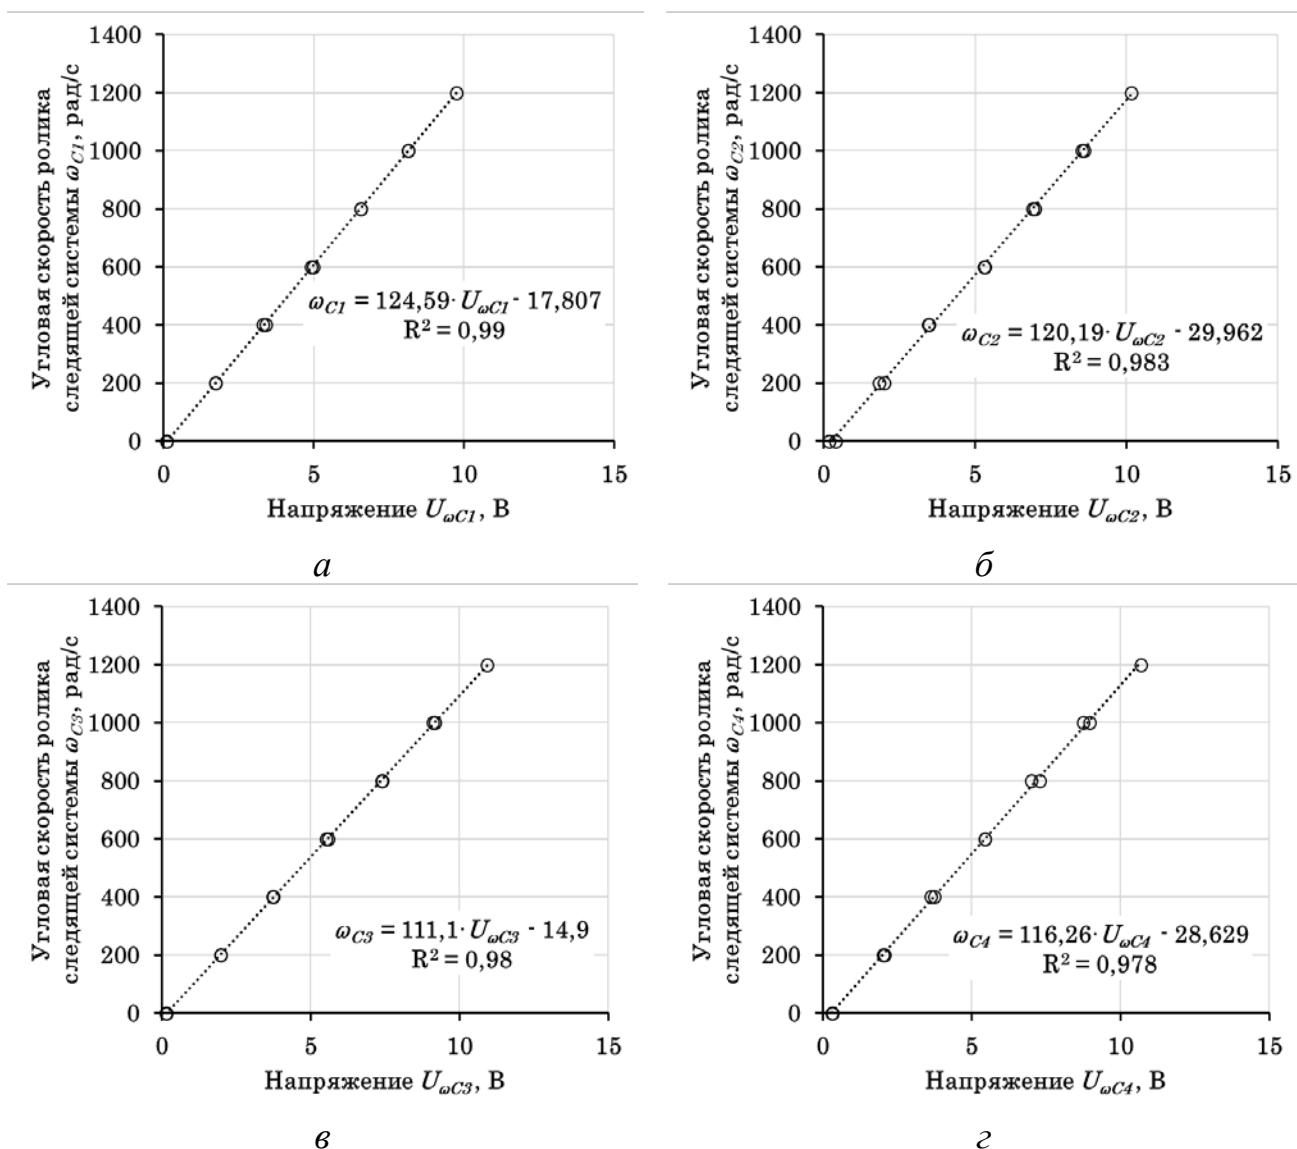 1400
1200
1000
800
600
400
200
0
0 5 10 15
Угловая скорость ролика
следящей системы ωC1, рад/с
ωC1 = 124,59· UωC1 - 17,807
R² = 0,99
Напряжение UωC1, В
а
1400
1200
1000
800
600
400
200
0
0 5 10 15
Угловая скорость ролика
следящей системы ωC2, рад/с
ωC2 = 120,19· UωC2 - 29,962
R² = 0,983
Напряжение UωC2, В
б
1400
1200
1000
800
600
400
200
0
0 5 10 15
Угловая скорость ролика
следящей системы ωC3, рад/с
ωC3 = 111,1· UωC3 - 14,9
R² = 0,98
Напряжение UωC3, В
в
1400
1200
1000
800
600
400
200
0
0 5 10 15
Угловая скорость ролика
следящей системы ωC4, рад/с
ωC4 = 116,26· UωC4 - 28,629
R² = 0,978
Напряжение UωC4, В
г